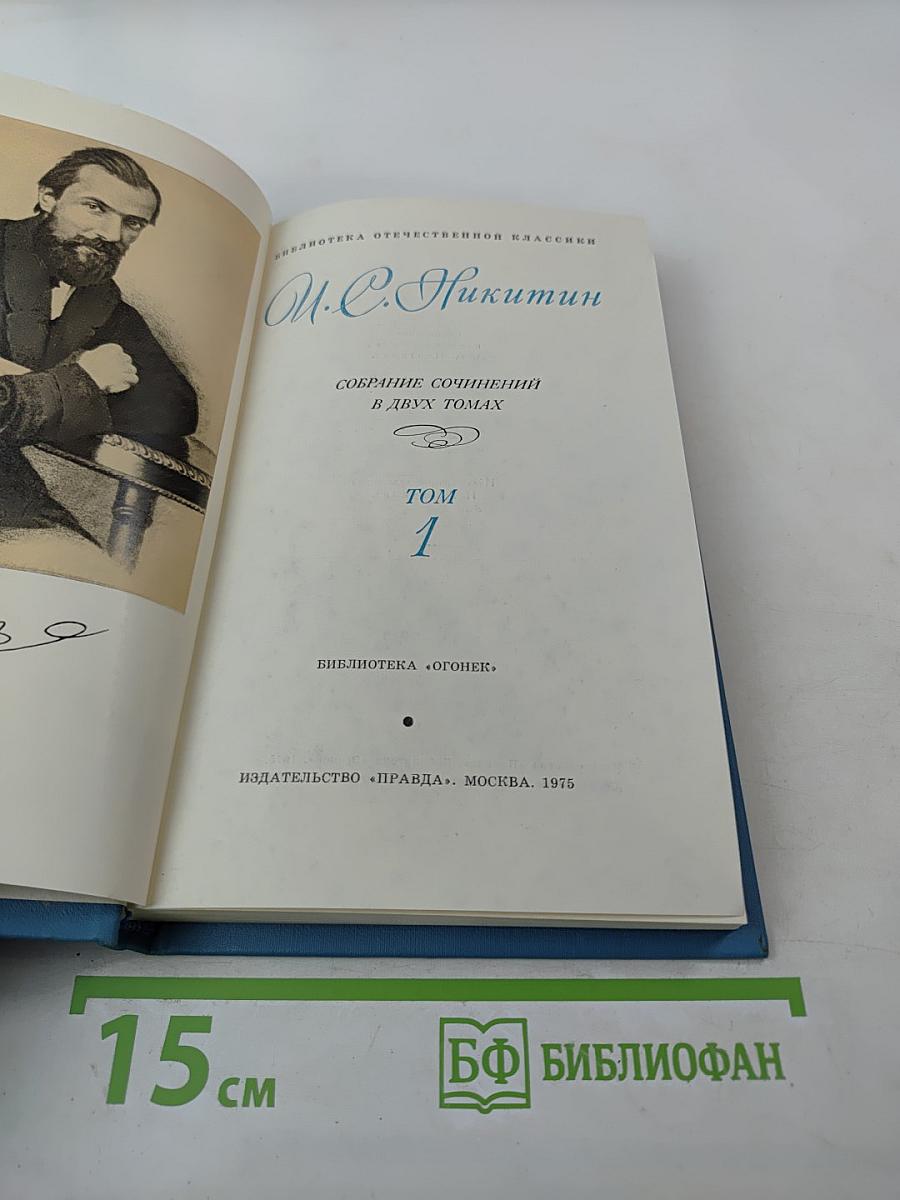 БИБЛИОТЕКА ОТЕЧЕСТВЕННОЙ КЛАССИКИ
И. С. Никитин
СОБРАНИЕ СОЧИНЕНИЙ
В ДВУХ ТОМАХ
ТОМ
1
БИБЛИОТЕКА «ОГОНЕК»
ИЗДАТЕЛЬСТВО «ПРАВДА». МОСКВА. 1975
15 см
БФ БИБЛИОФАН